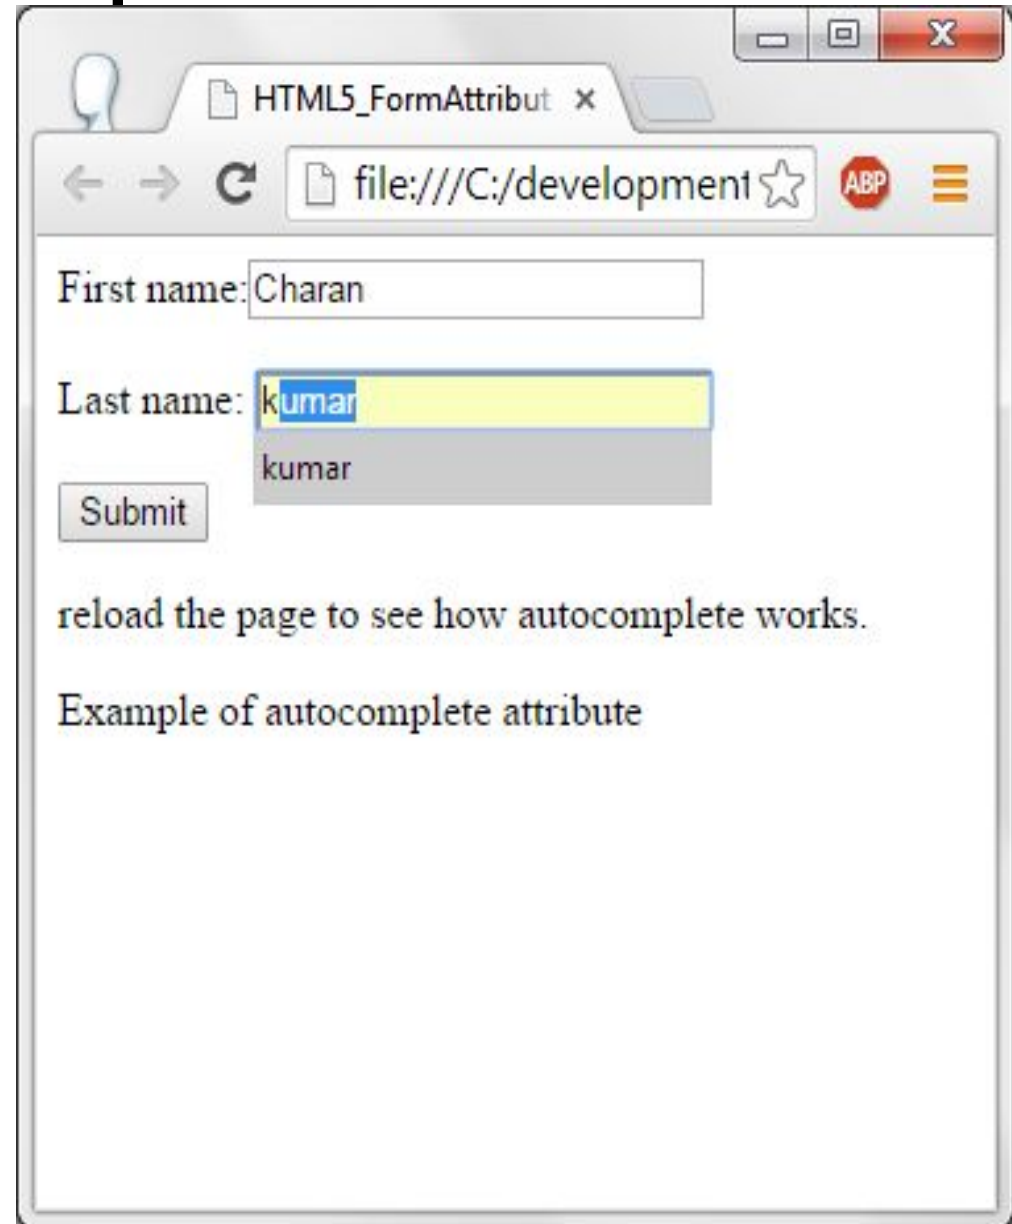 HTML5_FormAttribut
file:///C:/development
ABP
First name: Charan
Last name: kumar
kumar
Submit
reload the page to see how autocomplete works.
Example of autocomplete attribute